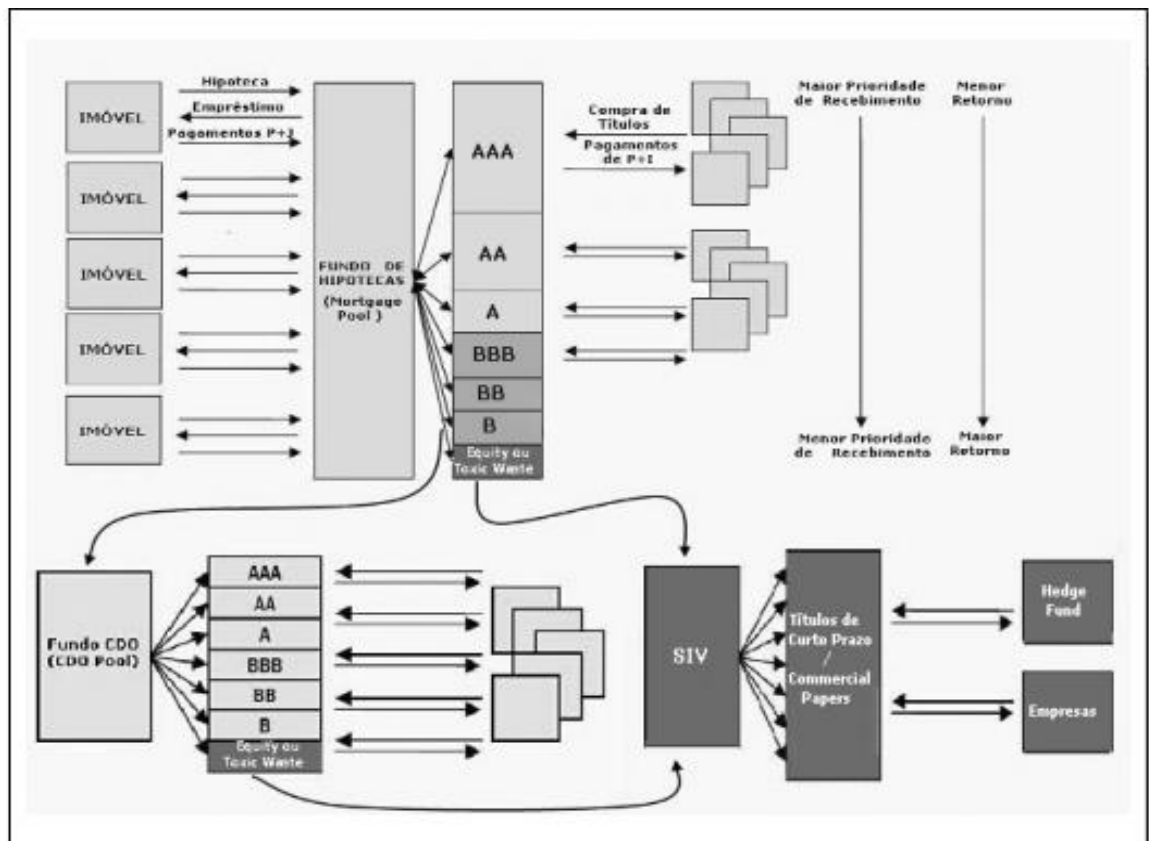 Hipoteca
Empréstimo
Pagamentos P+J
IMÓVEL
IMÓVEL
IMÓVEL
IMÓVEL
IMÓVEL
FUNDO DE
HIPOTECAS
(Mortgage
Pool )
AAA
AA
A
BBB
BB
B
Equity ou
Toxic Waste
Compra de
Títulos
Pagamentos
de P+I
Maior Prioridade
de Recebimento
Menor
Retorno
Menor Prioridade
de Recebimento
Maior
Retorno
Fundo CDO
(CDO Pool)
AAA
AA
A
BBB
BB
B
Equity ou
Toxic Waste
SIV
Títulos de
Curto Prazo
/
Commercial
Papers
Hedge
Fund
Empresas